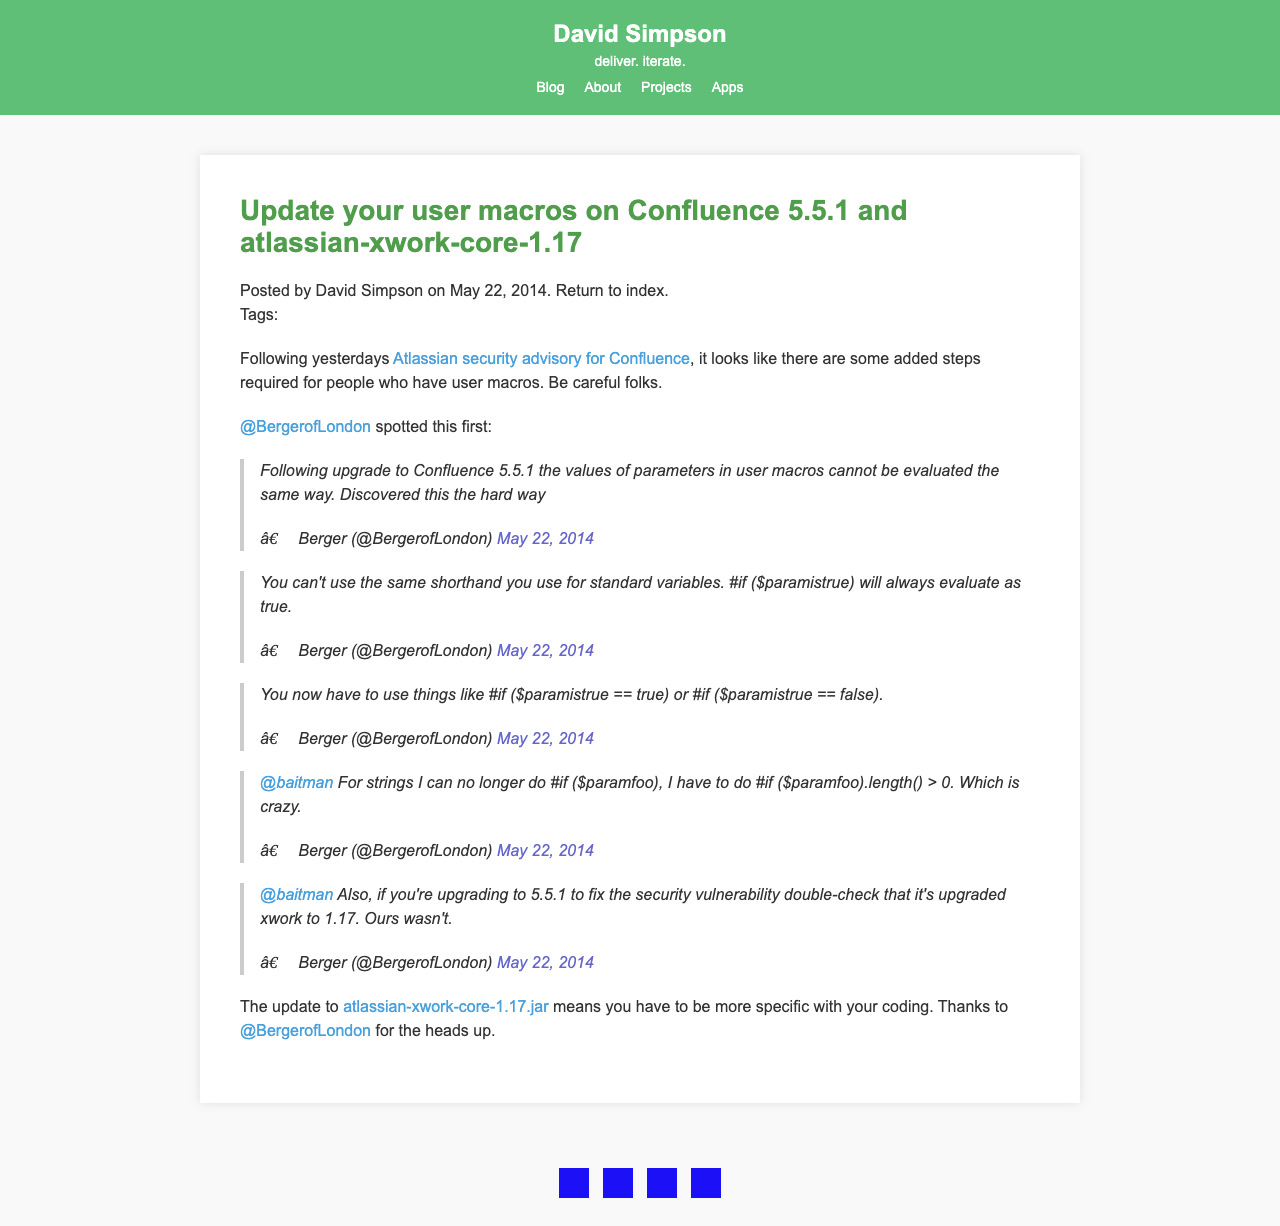 David Simpson
deliver. iterate.
Blog About Projects Apps
Update your user macros on Confluence 5.5.1 and
atlassian-xwork-core-1.17
Posted by David Simpson on May 22, 2014. Return to index.
Tags:
Following yesterdays Atlassian security advisory for Confluence, it looks like there are some added steps
required for people who have user macros. Be careful folks.
@BergerofLondon spotted this first:
Following upgrade to Confluence 5.5.1 the values of parameters in user macros cannot be evaluated the
same way. Discovered this the hard way
â€ Berger (@BergerofLondon) May 22, 2014
You can't use the same shorthand you use for standard variables. #if ($paramistrue) will always evaluate as
true.
â€ Berger (@BergerofLondon) May 22, 2014
You now have to use things like #if ($paramistrue == true) or #if ($paramistrue == false).
â€ Berger (@BergerofLondon) May 22, 2014
@baitman For strings I can no longer do #if ($paramfoo), I have to do #if ($paramfoo).length() > 0. Which is
crazy.
â€ Berger (@BergerofLondon) May 22, 2014
@baitman Also, if you're upgrading to 5.5.1 to fix the security vulnerability double-check that it's upgraded
xwork to 1.17. Ours wasn't.
â€ Berger (@BergerofLondon) May 22, 2014
The update to atlassian-xwork-core-1.17.jar means you have to be more specific with your coding. Thanks to
@BergerofLondon for the heads up.